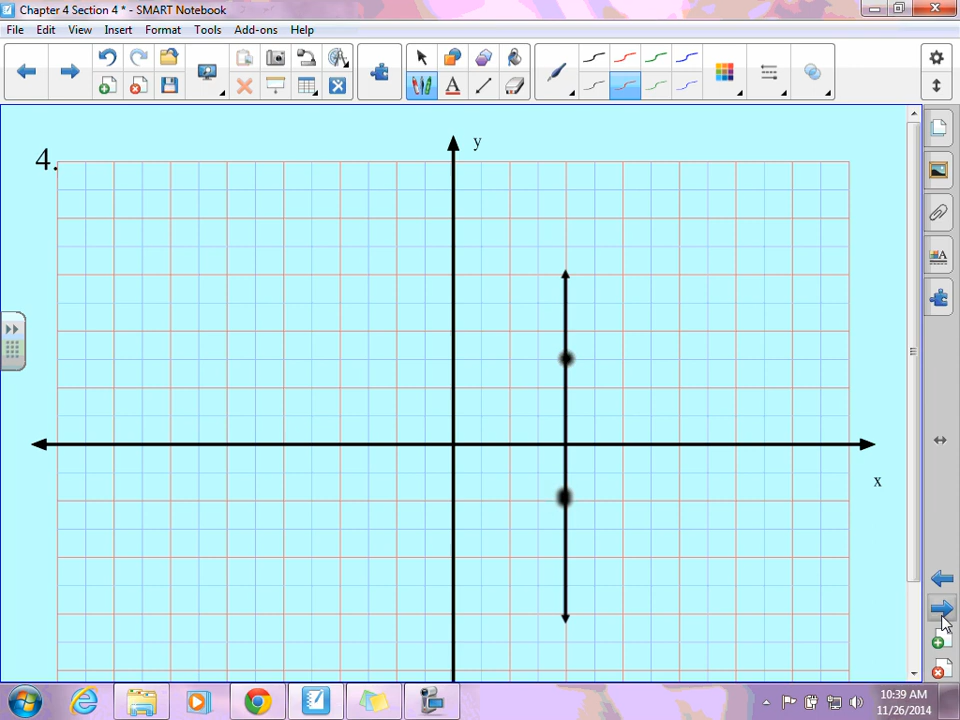 Chapter 4 Section 4 * - SMART Notebook
File Edit View Insert Format Tools Add-ons Help
y
4.
x
10:39 AM
11/26/2014